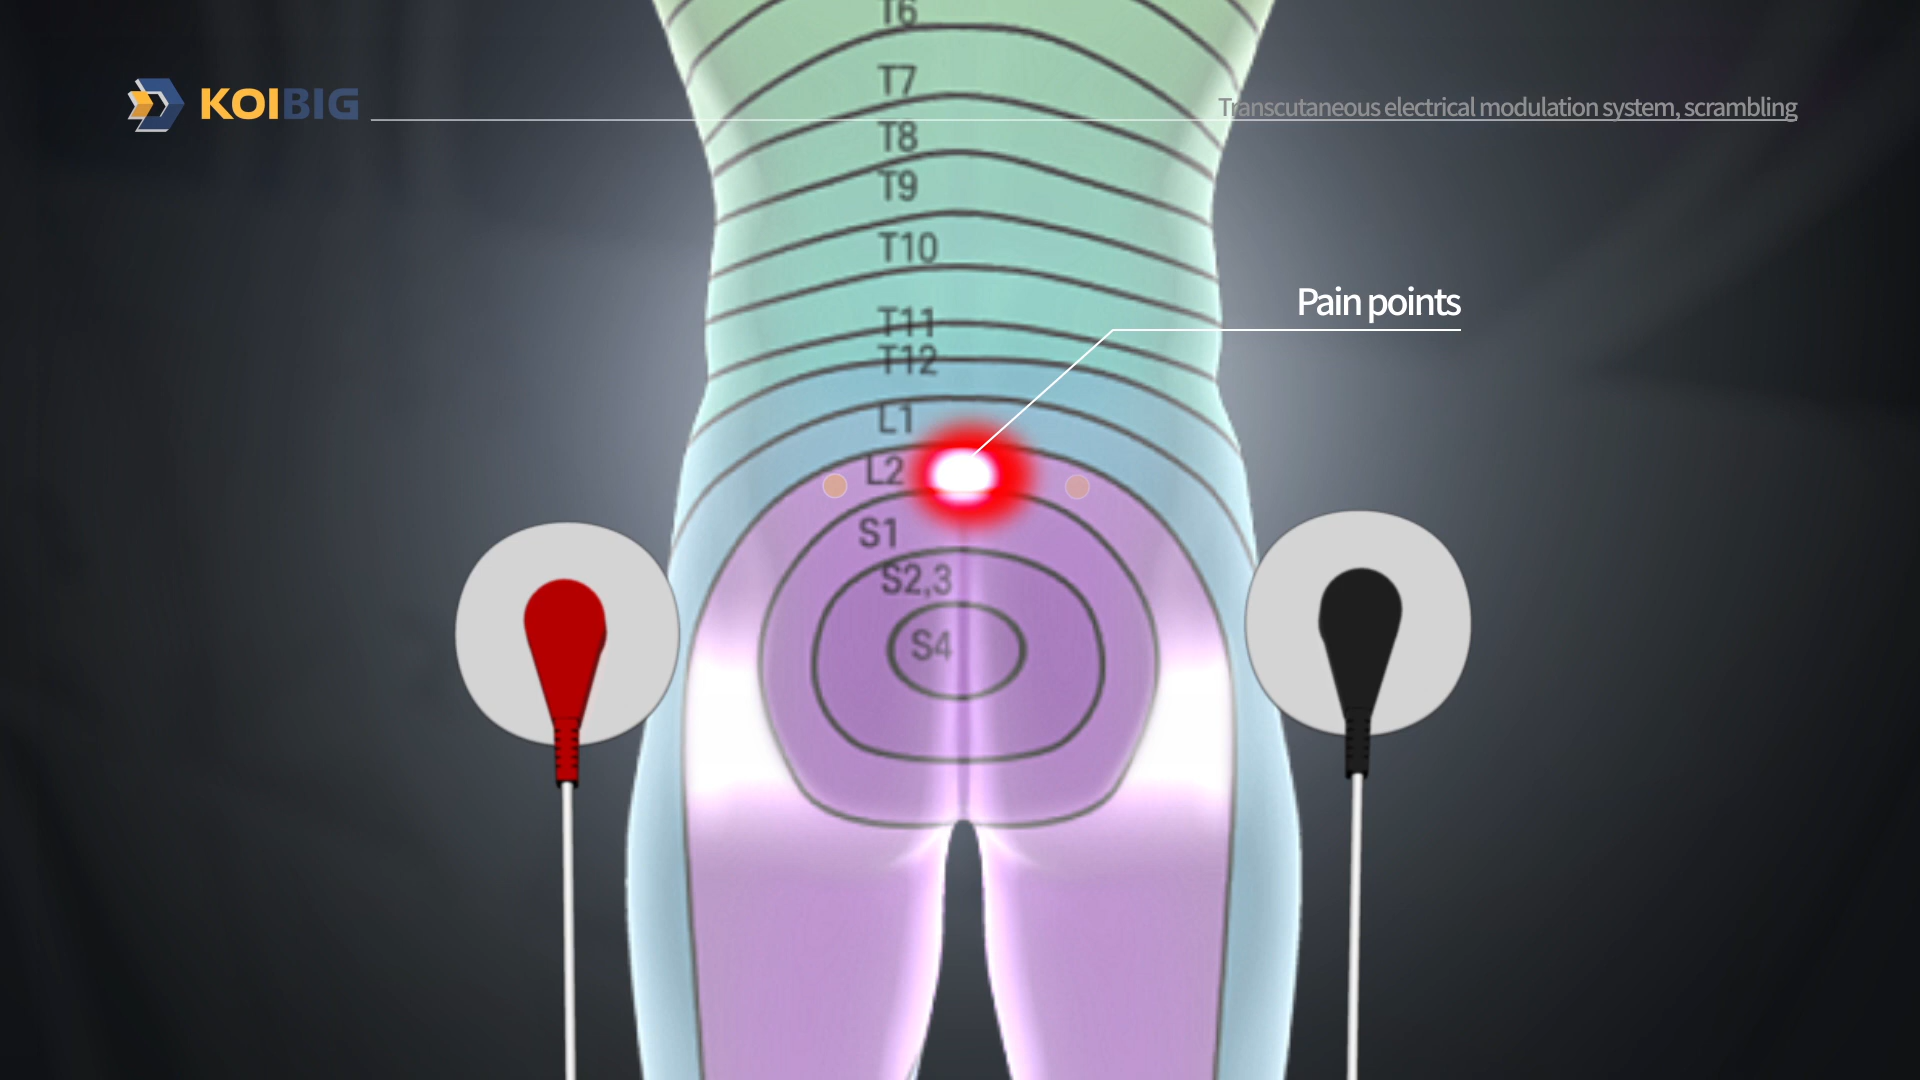 T6
KOIBIG
Transcutaneous electrical modulation system, scrambling
T7
T8
T9
T10
Pain points
T11
T12
L1
L2
S1
S2,3
S4